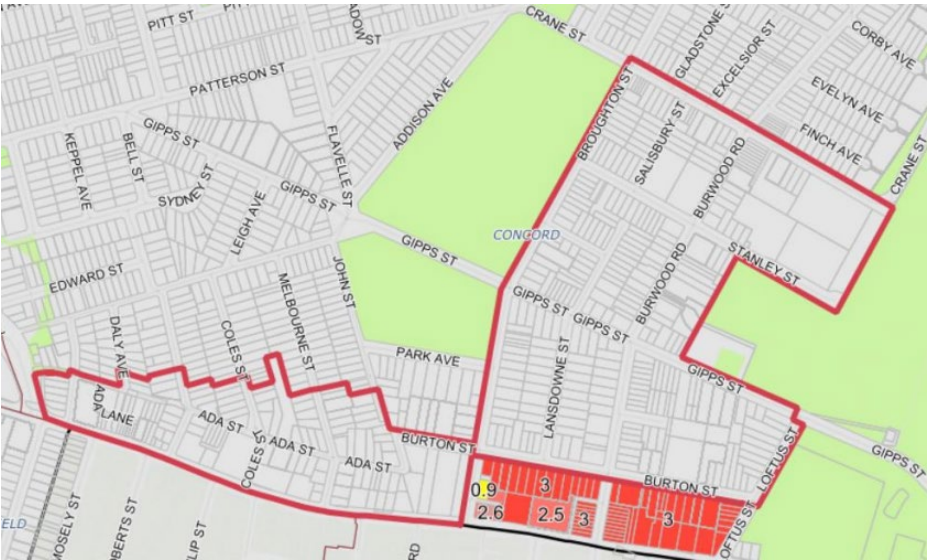 CRANE ST
PITT ST
GLADSTONE
EXCELSIOR ST
CORBY AVE
PATTERSON ST
ADDISON AVE
BROUGHTON ST
EVELYN AVE
KEPPEL AVE
BELL ST
GIPPS ST
FLAVELLE ST
SALISBURY ST
FINCH AVE
BURWOOD RD
CRANE ST
SYDNEY ST
LEIGH AVE
GIPPS ST
GIPPS ST
CONCORD
STANLEY ST
EDWARD ST
MELBOURNE ST
JOHN ST
BURWOOD RD
GIPPS ST
GIPPS ST
DALY AVE
COLES ST
PARK AVE
LANSDOWNE ST
GIPPS ST
ADA
LANE
ADA ST
ADA ST
COLES ST
ADA ST
BURTON ST
LOFTUS ST
GIPPS ST
BURTON ST
0.9
3
2.6
2.5
3
3
LOFTUS ST
MOSELY ST
ROBERTS ST
LIP ST
RD
ELD